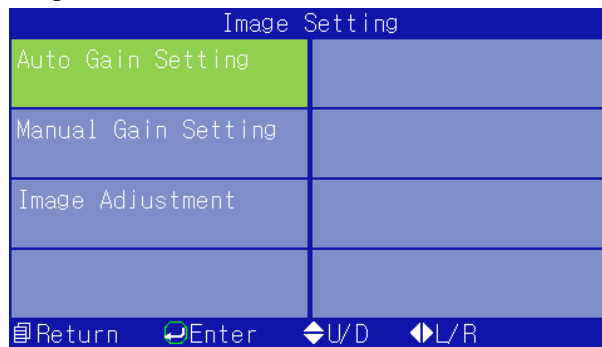 Image Setting
Auto Gain Setting
Manual Gain Setting
Image Adjustment
Return Enter U/D L/R